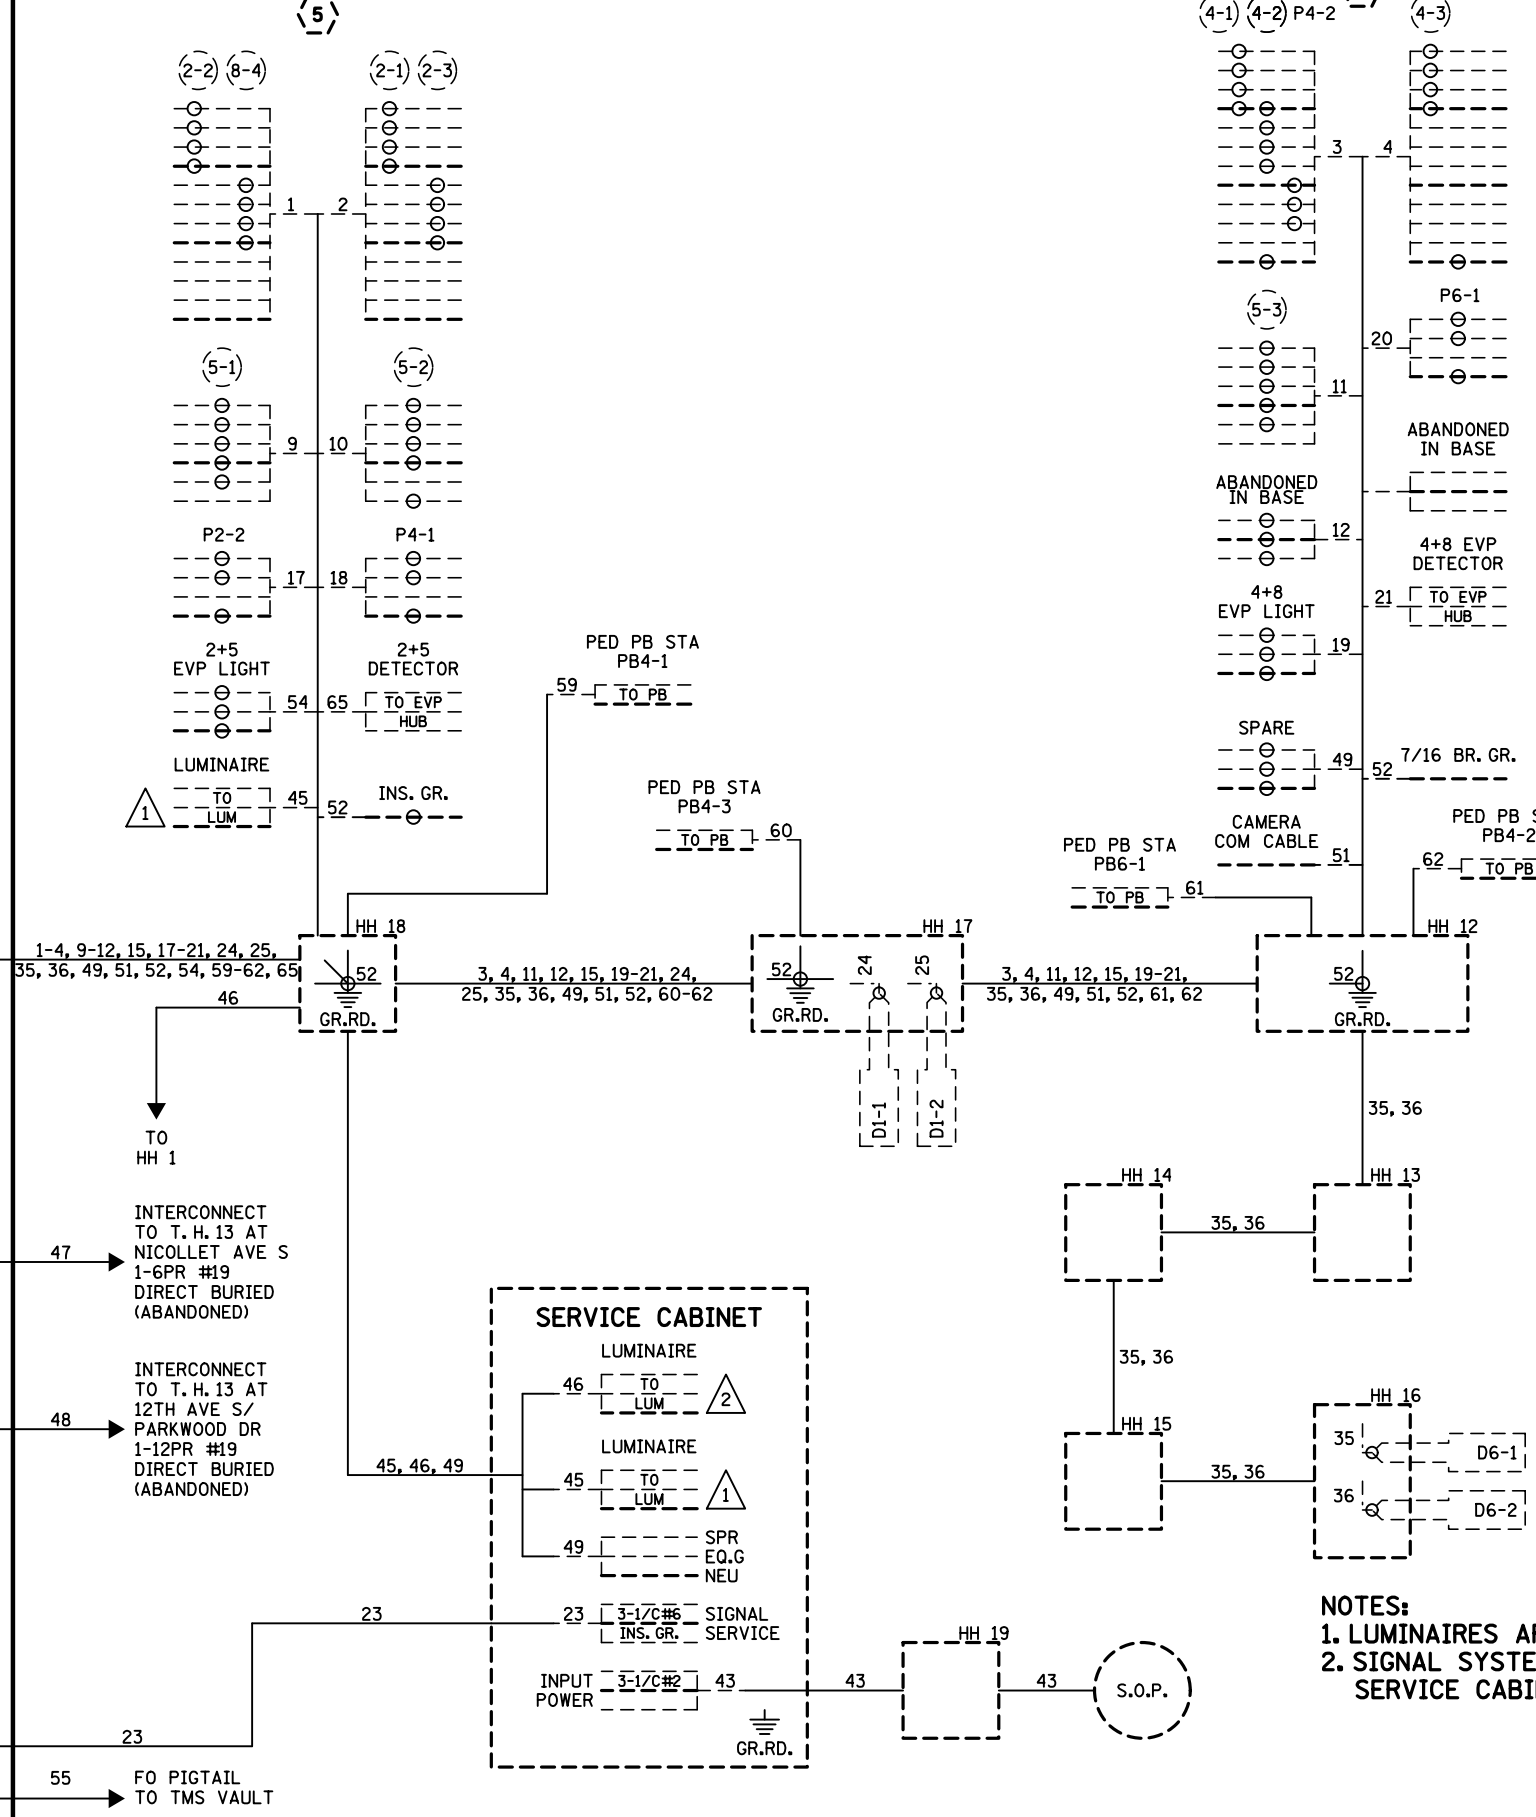 5
2-2 8-4 2-1 2-3
1 2
5-1 5-2
9 10
P2-2 P4-1
17 18
2+5
EVP LIGHT
2+5
DETECTOR
54 65
TO EVP
HUB
LUMINAIRE
1
TO
LUM
45
52
INS. GR.
PED PB STA
PB4-1
59
TO PB
PED PB STA
PB4-3
TO PB
60
4-1 4-2 P4-2 4-3
3 4
5-3
11
P6-1
20
ABANDONED
IN BASE
ABANDONED
IN BASE
12
4+8 EVP
DETECTOR
21
TO EVP
HUB
4+8
EVP LIGHT
19
SPARE
49
52
7/16 BR. GR.
CAMERA
COM CABLE
51
PED PB STA
PB6-1
TO PB
61
PED PB
PB4-2
62
TO PB
HH 18
1-4, 9-12, 15, 17-21, 24, 25,
35, 36, 49, 51, 52, 54, 59-62, 65
52
GR.RD.
46
TO
HH 1
3, 4, 11, 12, 15, 19-21, 24,
25, 35, 36, 49, 51, 52, 60-62
HH 17
52
GR.RD.
24
25
D1-1
D1-2
3, 4, 11, 12, 15, 19-21,
35, 36, 49, 51, 52, 61, 62
HH 12
52
GR.RD.
35, 36
HH 14
HH 13
35, 36
35, 36
HH 15
35, 36
HH 16
35
D6-1
36
D6-2
47
INTERCONNECT
TO T.H.13 AT
NICOLLET AVE S
1-6PR #19
DIRECT BURIED
(ABANDONED)
48
INTERCONNECT
TO T.H.13 AT
12TH AVE S/
PARKWOOD DR
1-12PR #19
DIRECT BURIED
(ABANDONED)
SERVICE CABINET
LUMINAIRE
46
TO
LUM
2
LUMINAIRE
45, 46, 49
45
TO
LUM
1
49
SPR
EQ.G
NEU
23
23
3-1/C#6
INS. GR.
SIGNAL
SERVICE
INPUT
POWER
3-1/C#2
43
GR.RD.
43
HH 19
43
S.O.P.
23
55
FO PIGTAIL
TO TMS VAULT
NOTES:
1. LUMINAIRES
2. SIGNAL
SERVICE